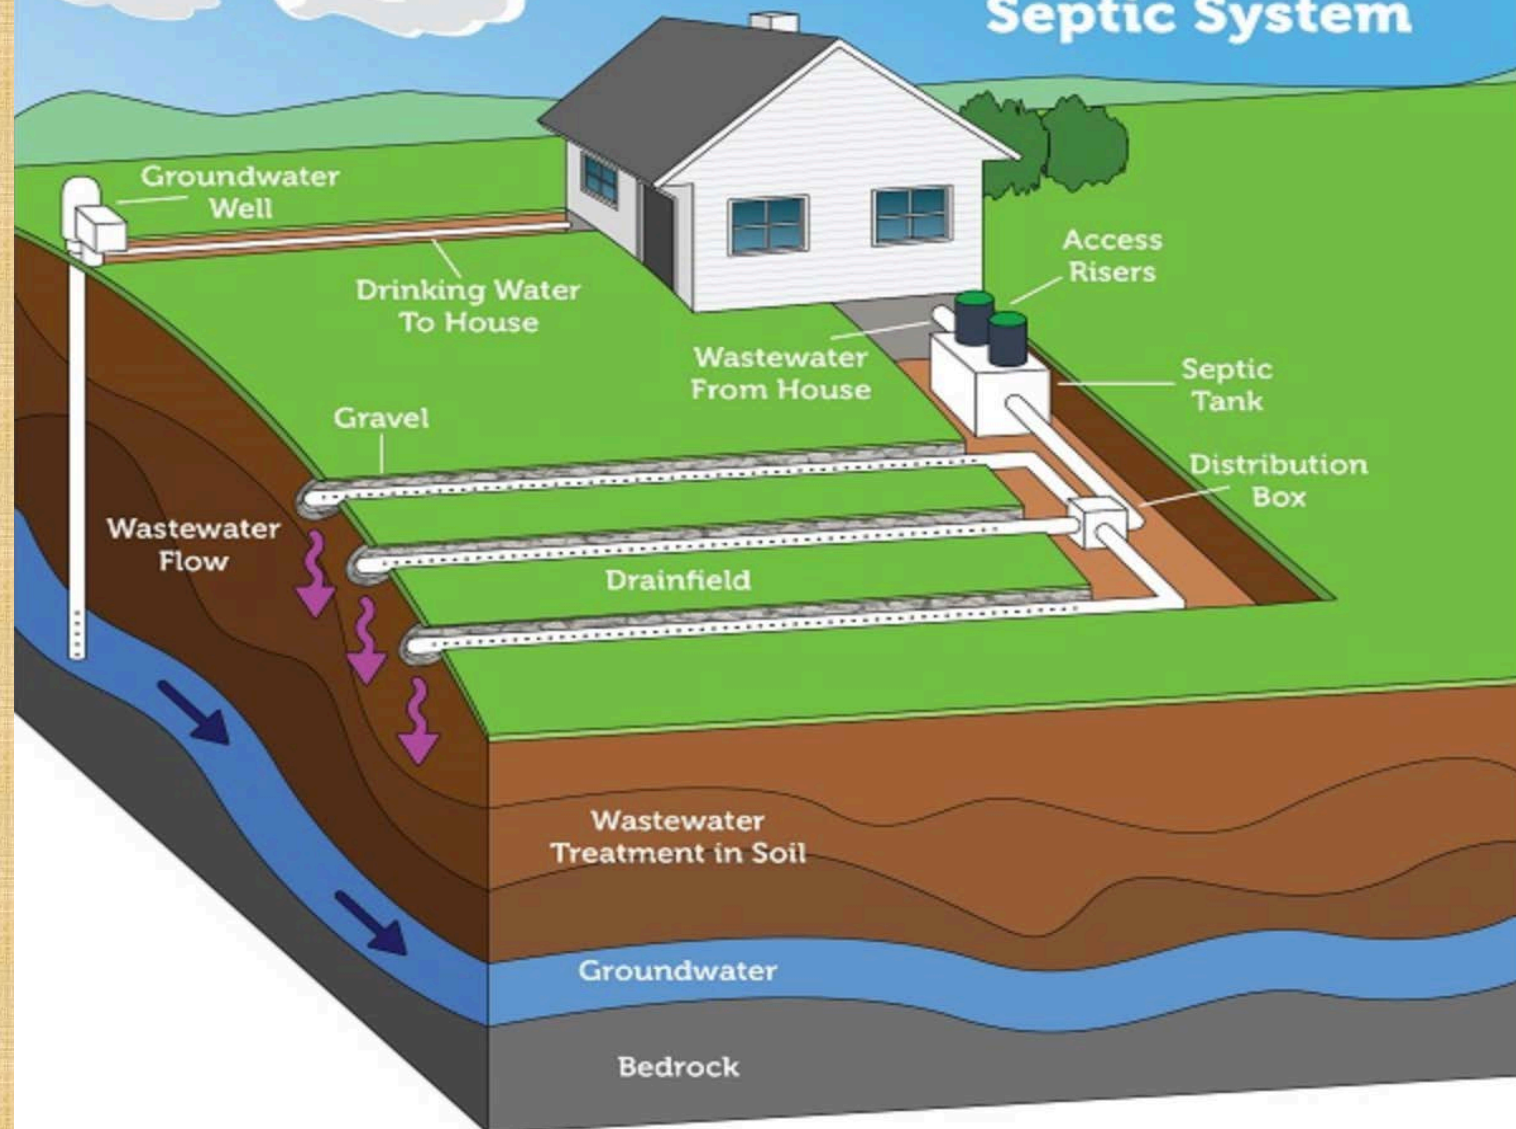 Septic System
Groundwater
Well
Drinking Water
To House
Access
Risers
Wastewater
From House
Septic
Tank
Gravel
Distribution
Box
Wastewater
Flow
Drainfield
Wastewater
Treatment in Soil
Groundwater
Bedrock